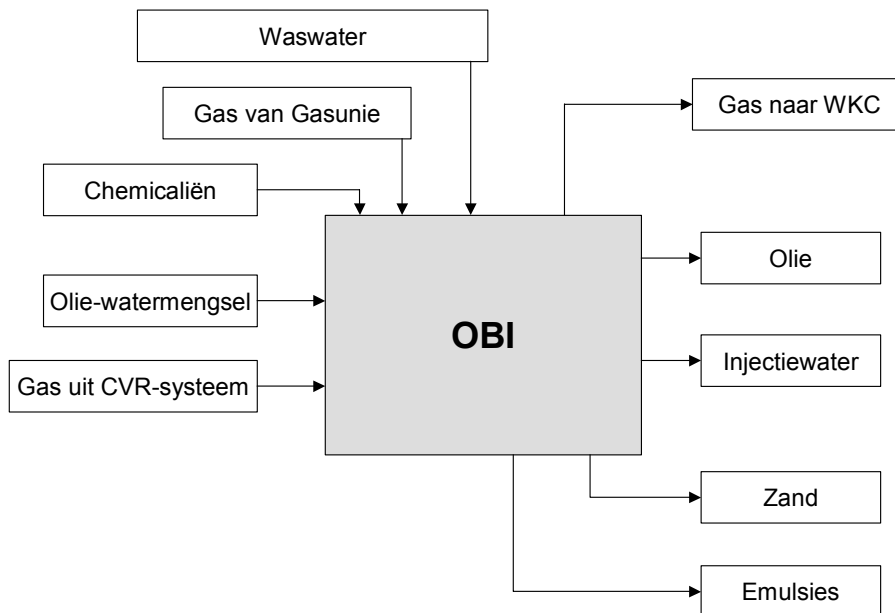 Waswater
Gas van Gasunie
Chemicaliën
Olie-watermengsel
Gas uit CVR-systeem
OBI
Gas naar WKC
Olie
Injectiewater
Zand
Emulsies